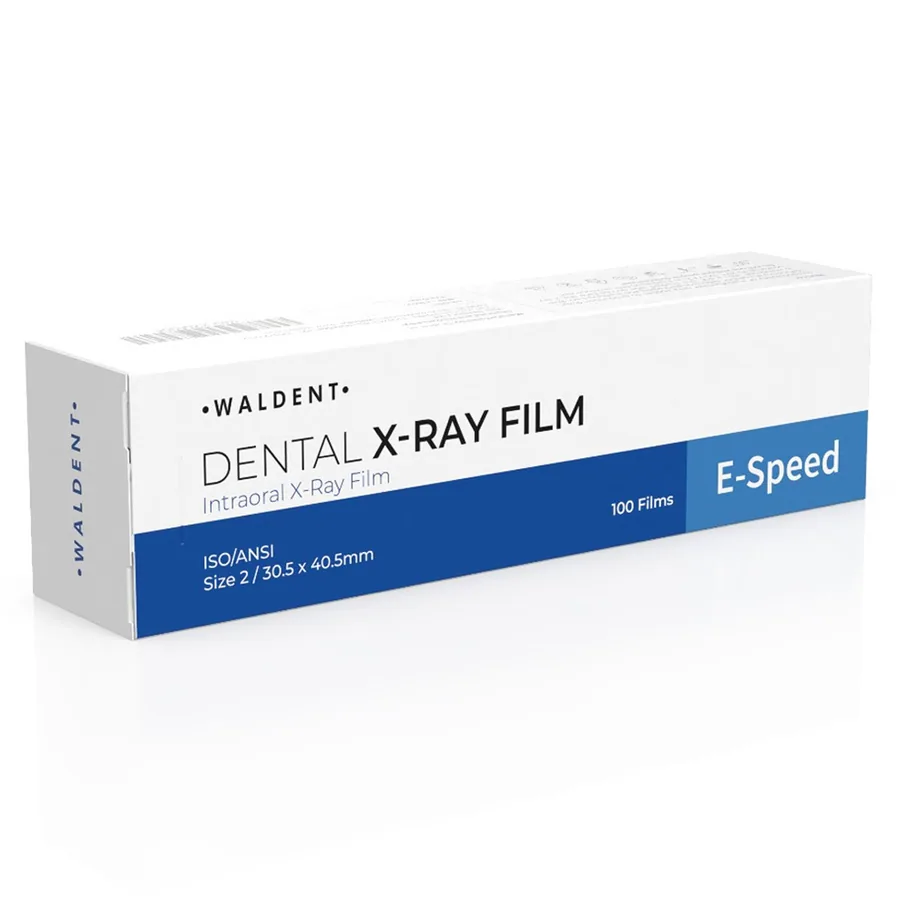 •WALDENT•
DENTAL X-RAY FILM
Intraoral X-Ray Film
ISO/ANSI
Size 2 / 30.5 x 40.5mm
100 Films
E-Speed
•WALDENT•